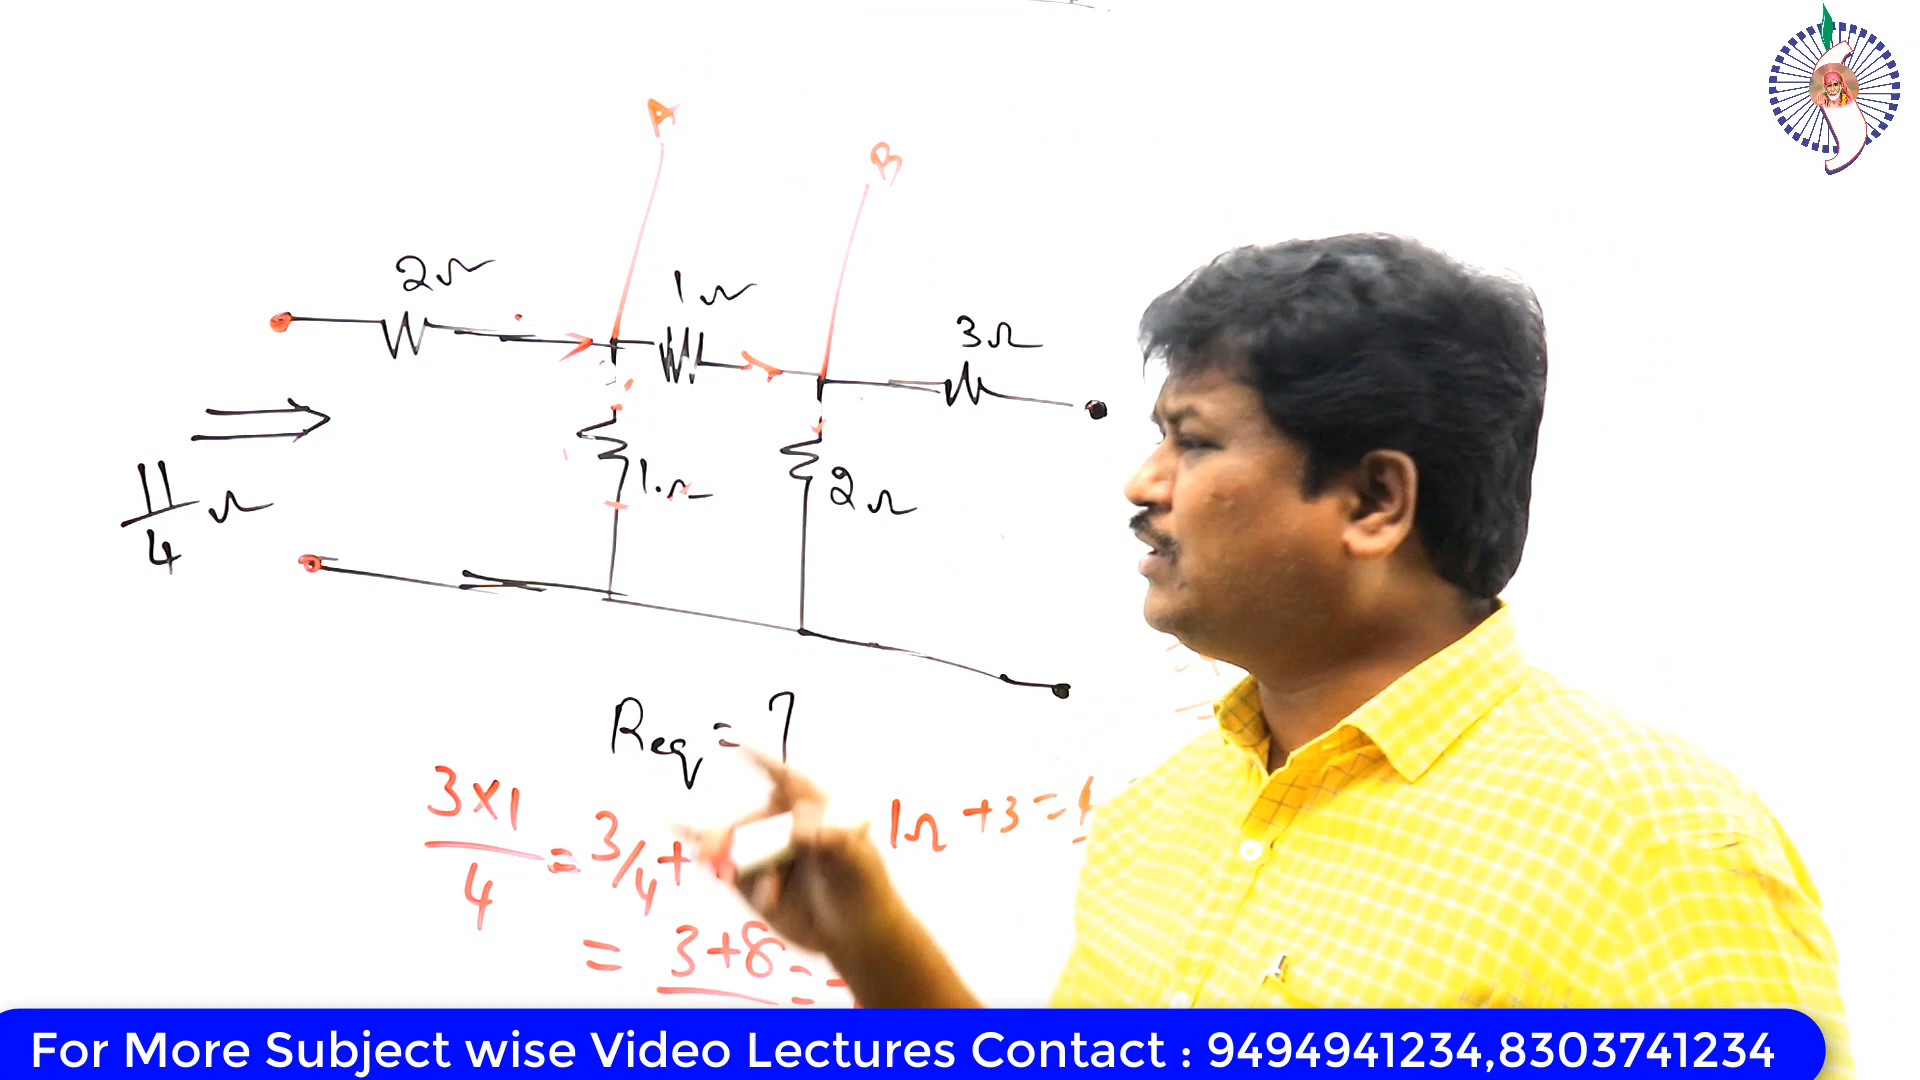 A
B
2Ω
1Ω
3Ω
1Ω
2Ω
11/4 Ω
Req = ?
3×1/4 = 3/4 +
1Ω + 3 =
= 3+8 =
For More Subject wise Video Lectures Contact : 9494941234,8303741234